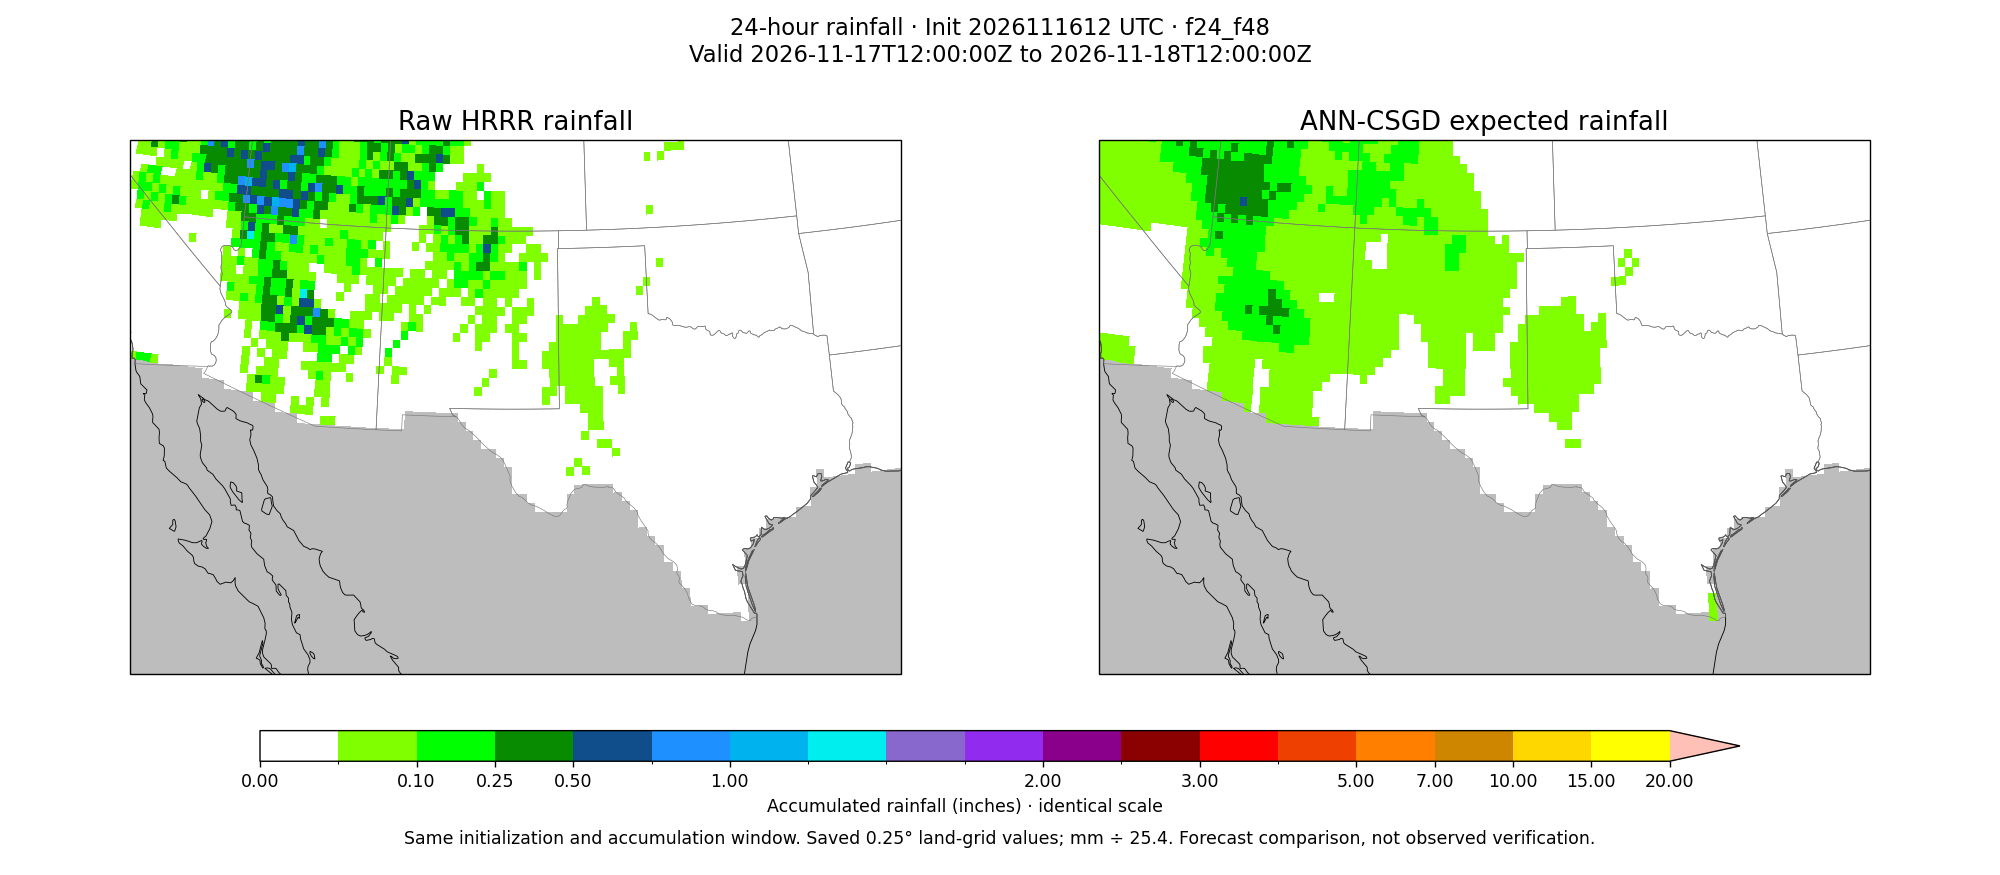 24-hour rainfall · Init 2026111612 UTC · f24_f48
Valid 2026-11-17T12:00:00Z to 2026-11-18T12:00:00Z
Raw HRRR rainfall
ANN-CSGD expected rainfall
0.00 0.10 0.25 0.50 1.00 2.00 3.00 5.00 7.00 10.00 15.00 20.00
Accumulated rainfall (inches) · identical scale
Same initialization and accumulation window. Saved 0.25° land-grid values; mm ÷ 25.4. Forecast comparison, not observed verification.